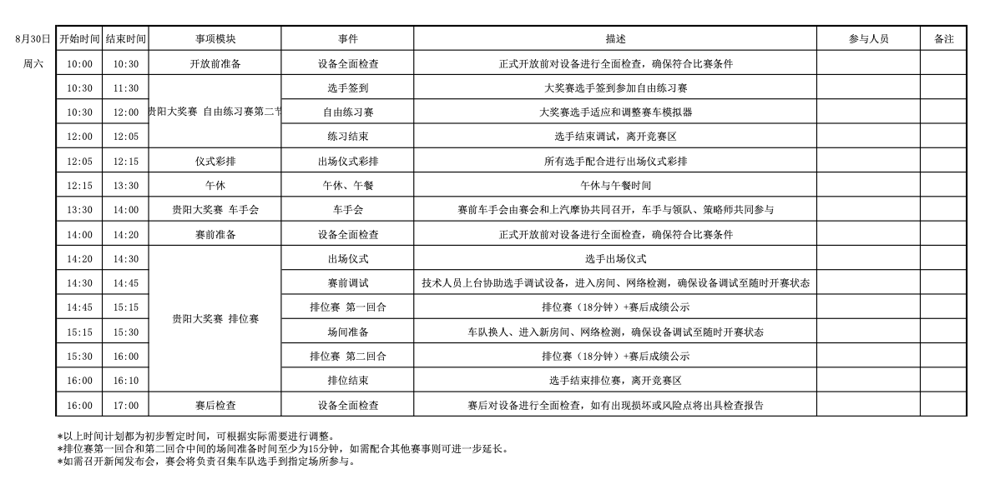 8月30日 开始时间 结束时间 事项模块 事件 描述 参与人员 备注
周六 10:00 10:30 开放前准备 设备全面检查 正式开放前对设备进行全面检查，确保符合比赛条件
10:30 11:30 选手签到 大奖赛选手签到参加自由练习赛
10:30 12:00 贵阳大奖赛 自由练习赛第二节 自由练习赛 大奖赛选手适应和调整赛车模拟器
12:00 12:05 练习结束 选手结束调试，离开竞赛区
12:05 12:15 仪式彩排 出场仪式彩排 所有选手配合进行出场仪式彩排
12:15 13:30 午休 午休、午餐 午休与午餐时间
13:30 14:00 贵阳大奖赛 车手会 车手会 赛前车手会由赛会和上汽摩协共同召开，车手与领队、策略师共同参与
14:00 14:20 赛前准备 设备全面检查 正式开放前对设备进行全面检查，确保符合比赛条件
14:20 14:30 出场仪式 选手出场仪式
14:30 14:45 赛前调试 技术人员上台协助选手调试设备，进入房间、网络检测，确保设备调试至随时开赛状态
14:45 15:15 排位赛 第一回合 排位赛（18分钟）+赛后成绩公示
贵阳大奖赛 排位赛
15:15 15:30 场间准备 车队换人、进入新房间、网络检测，确保设备调试至随时开赛状态
15:30 16:00 排位赛 第二回合 排位赛（18分钟）+赛后成绩公示
16:00 16:10 排位结束 选手结束排位赛，离开竞赛区
16:00 17:00 赛后检查 设备全面检查 赛后对设备进行全面检查，如有出现损坏或风险点将出具检查报告
*以上时间计划都为初步暂定时间，可根据实际需要进行调整。
*排位赛第一回合和第二回合中间的场间准备时间至少为15分钟，如需配合其他赛事则可进一步延长。
*如需召开新闻发布会，赛会将负责召集车队选手到指定场所参与。